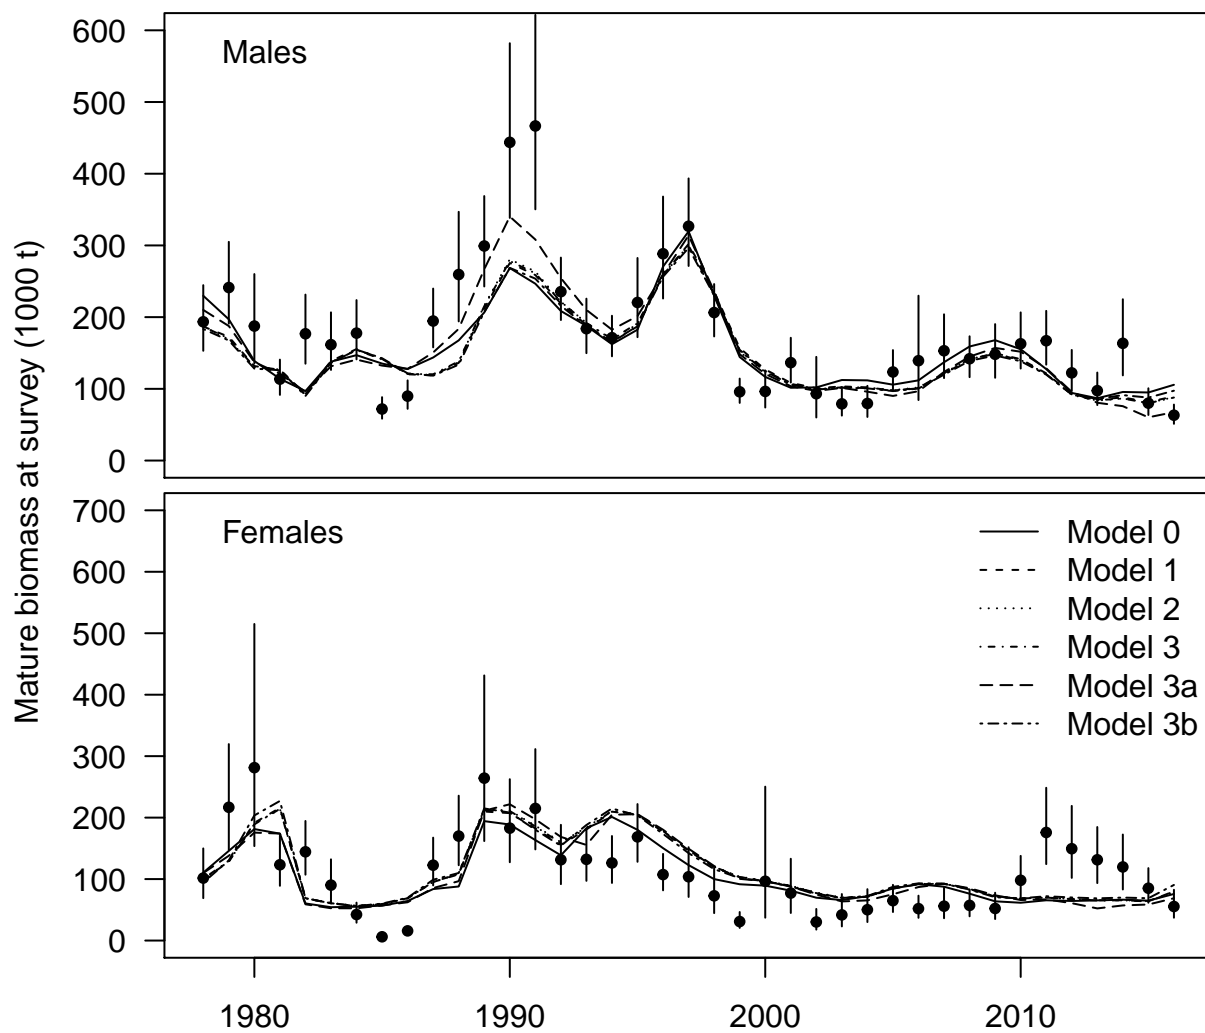 Mature biomass at survey (1000 t)
Males
600
500
400
300
200
100
0
Females
700
600
500
400
300
200
100
0
Model 0
Model 1
Model 2
Model 3
Model 3a
Model 3b
1980 1990 2000 2010